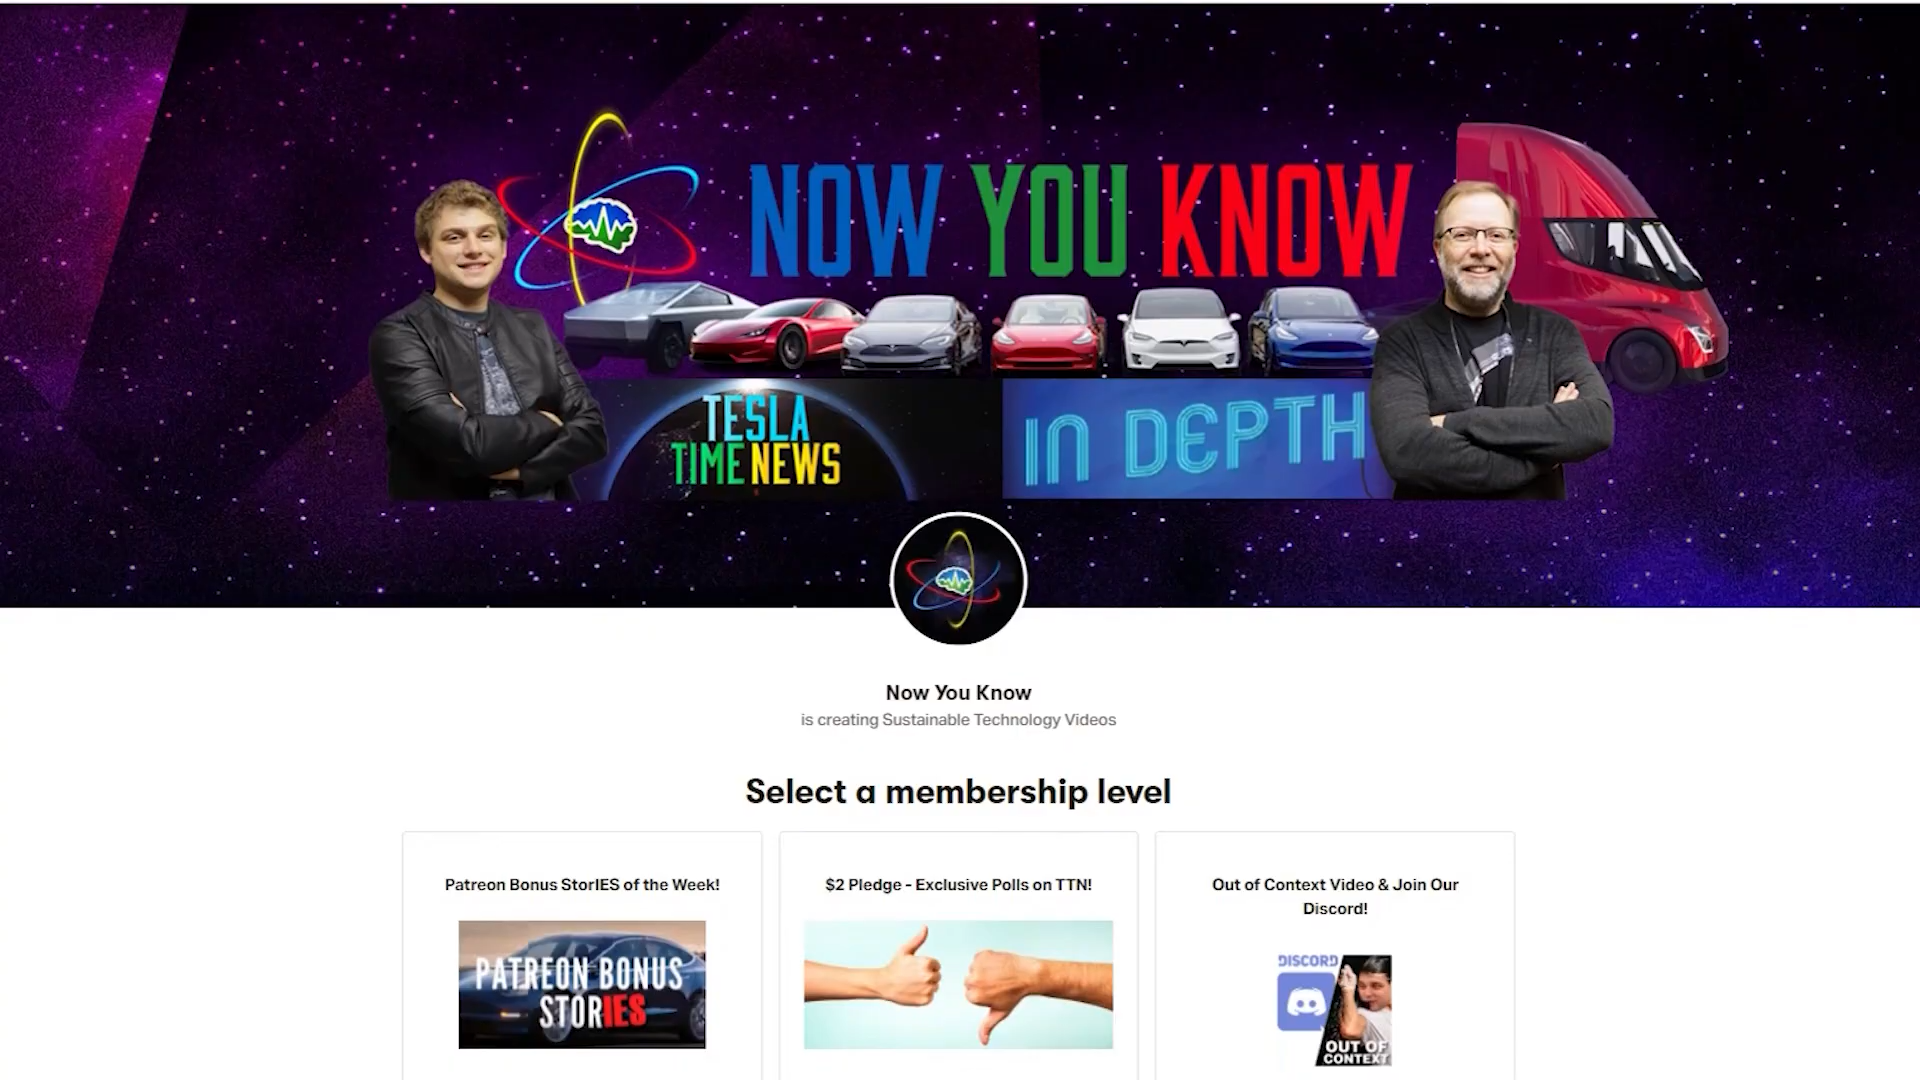 NOW YOU KNOW
TESLA
TIME NEWS
IN DEPTH
Now You Know
is creating Sustainable Technology Videos
Select a membership level
Patreon Bonus StorIES of the Week!
PATREON BONUS
STORIES
$2 Pledge - Exclusive Polls on TTN!
Out of Context Video & Join Our
Discord!
DISCORD
OUT OF
CONTEXT